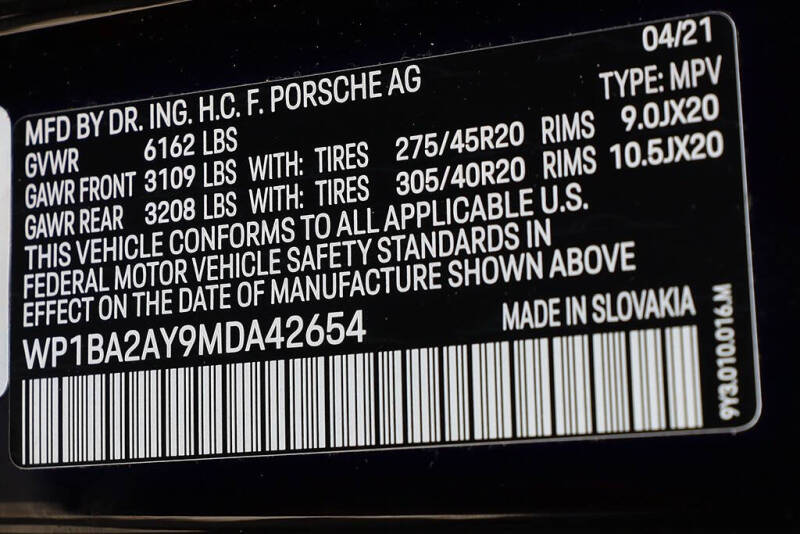 04/21
MFD BY DR. ING. H.C. F. PORSCHE AG TYPE: MPV
GVWR 6162 LBS
GAWR FRONT 3109 LBS WITH: TIRES 275/45R20 RIMS 9.0JX20
GAWR REAR 3208 LBS WITH: TIRES 305/40R20 RIMS 10.5JX20
THIS VEHICLE CONFORMS TO ALL APPLICABLE U.S.
FEDERAL MOTOR VEHICLE SAFETY STANDARDS IN
EFFECT ON THE DATE OF MANUFACTURE SHOWN ABOVE
WP1BA2AY9MDA42654 MADE IN SLOVAKIA
9Y3.010.016.M